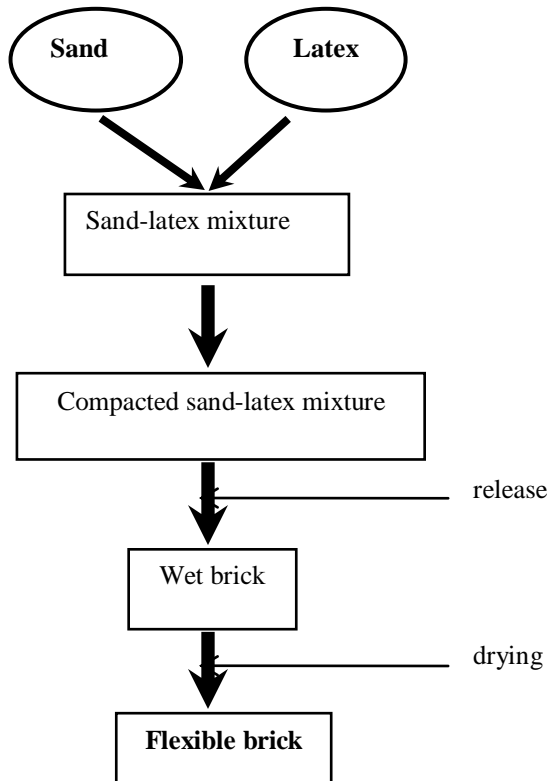 Sand
Latex
Sand-latex mixture
Compacted sand-latex mixture
release
Wet brick
drying
Flexible brick